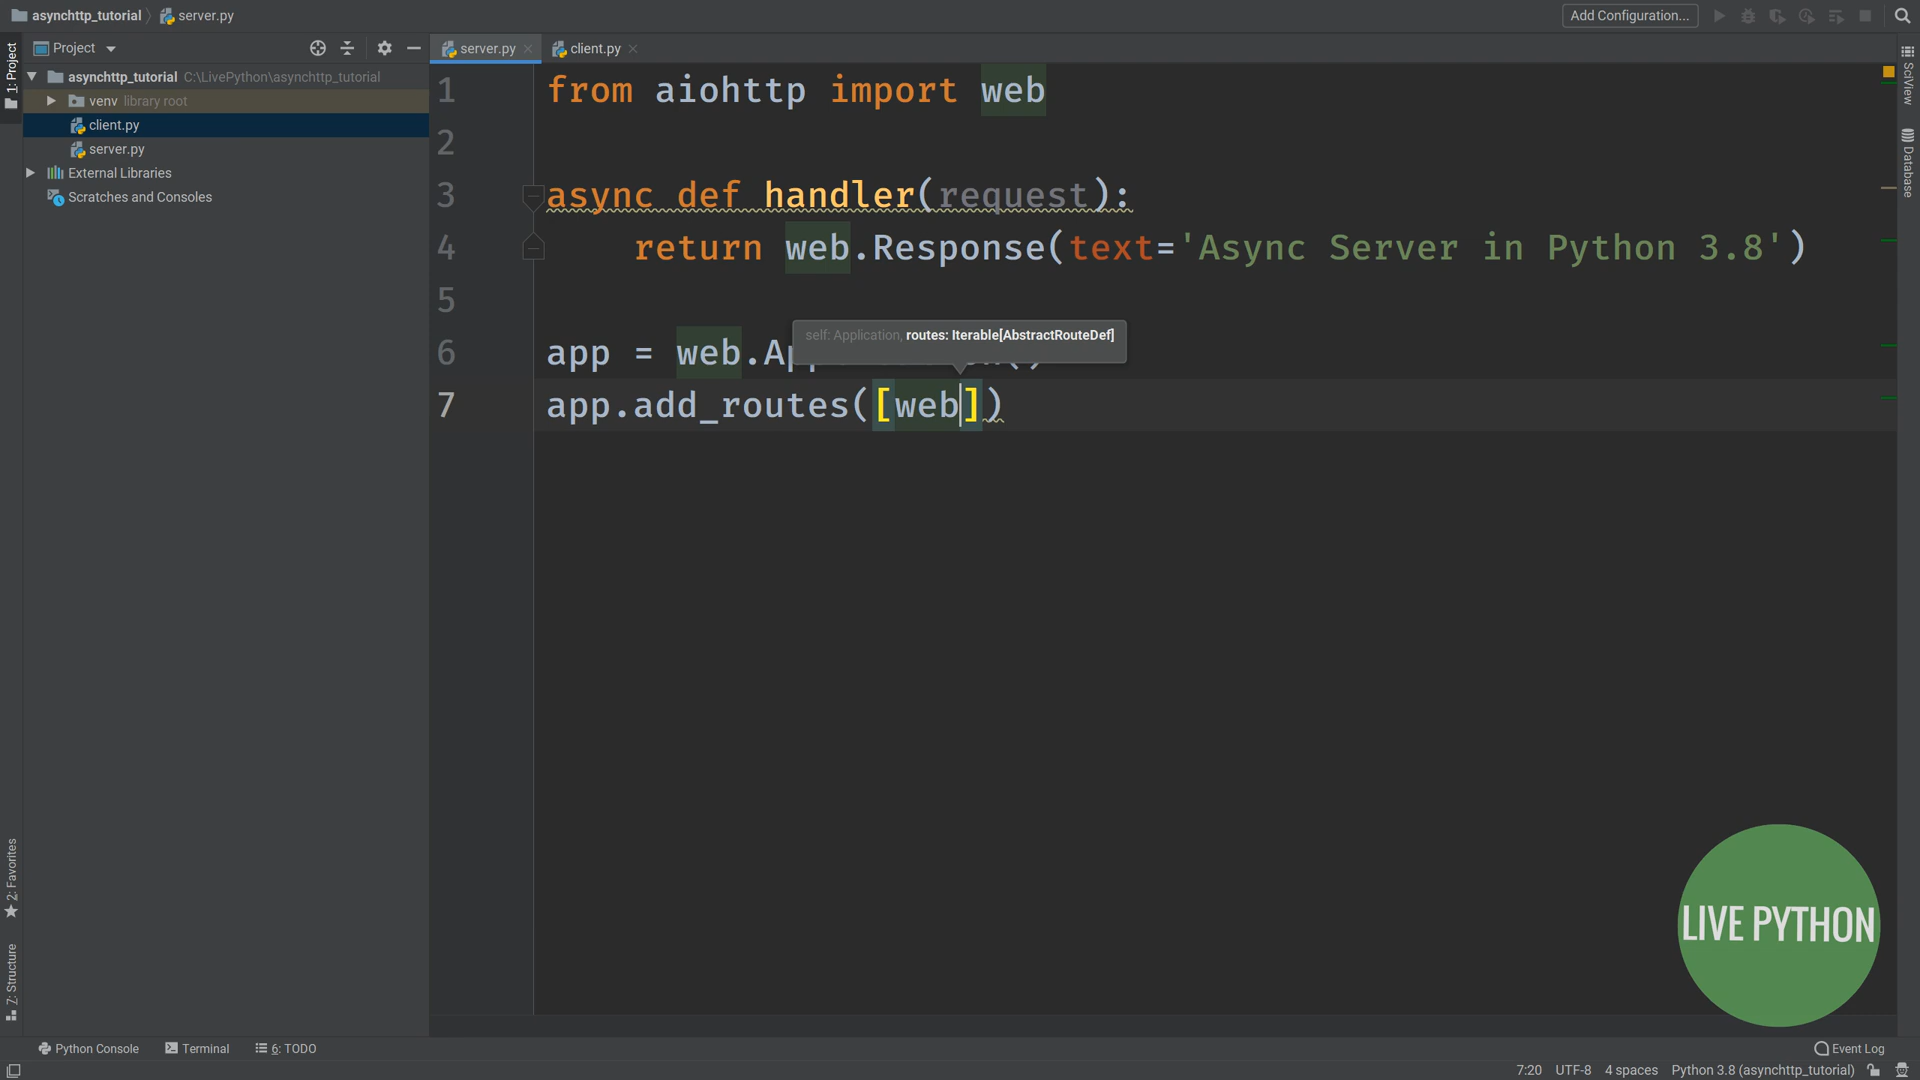 asynchttp_tutorial server.py
Add Configuration...
1: Project
Project
server.py
client.py
asynchttp_tutorial C:\LivePython\asynchttp_tutorial
venv library root
client.py
server.py
External Libraries
Scratches and Consoles
1 from aiohttp import web
2
3 async def handler(request):
4 return web.Response(text='Async Server in Python 3.8')
5
self: Application, routes: Iterable[AbstractRouteDef]
6 app = web.Ap
7 app.add_routes([web])
SciView
Database
2: Favorites
7: Structure
LIVE PYTHON
Python Console
Terminal
6: TODO
Event Log
7:20 UTF-8 4 spaces Python 3.8 (asynchttp_tutorial)